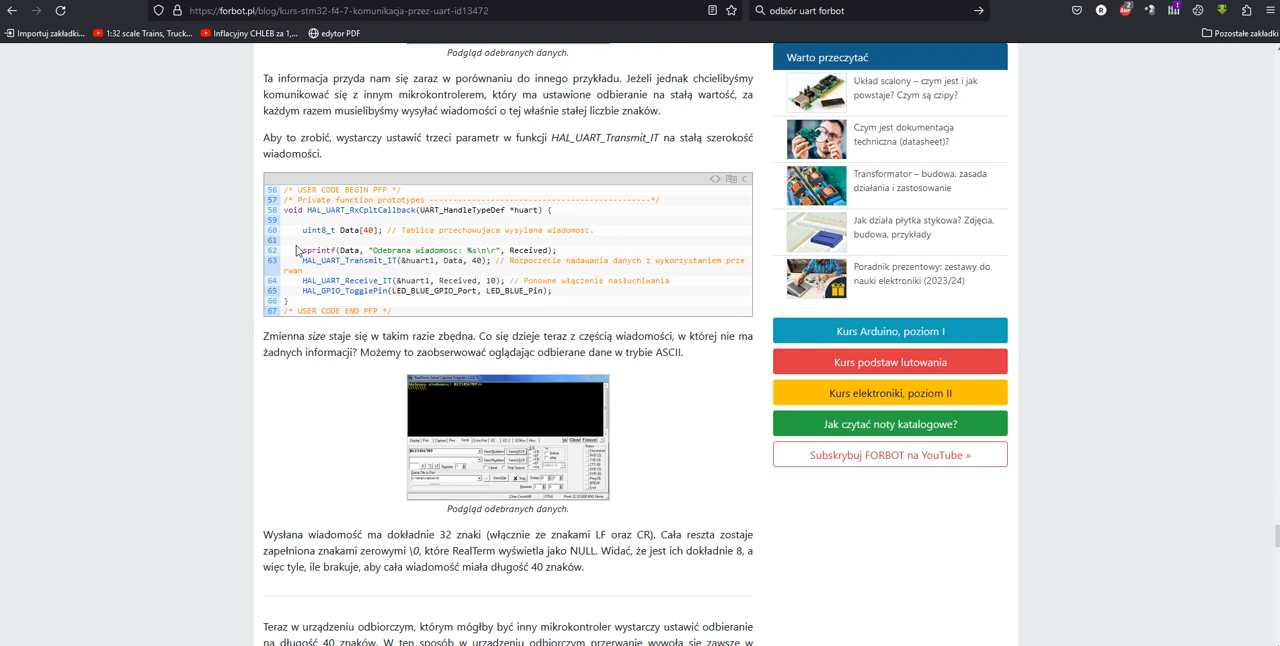 https://forbot.pl/blog/kurs-stm32-f4-7-komunikacja-przez-uart-id13472
odbiór uart forbot
Importuj zakładki...
1:32 scale Trains, Truck...
Inflacyjny CHLEB za 1,...
edytor PDF
Pozostałe zakładki
Podgląd odebranych danych.
Ta informacja przyda nam się zaraz w porównaniu do innego przykładu. Jeżeli jednak chcielibyśmy
komunikować się z innym mikrokontrolerem, który ma ustawione odbieranie na stałą wartość, za
każdym razem musielibyśmy wysyłać wiadomości o tej właśnie stałej liczbie znaków.
Aby to zrobić, wystarczy ustawić trzeci parametr w funkcji HAL_UART_Transmit_IT na stałą szerokość
wiadomości.
C
56 /* USER CODE BEGIN PFP */
57 /* Private function prototypes -----------------------------------------------*/
58 void HAL_UART_RxCpltCallback(UART_HandleTypeDef *huart) {
59
60 uint8_t Data[40]; // Tablica przechowujaca wysylana wiadomosc.
61
62 sprintf(Data, "Odebrana wiadomosc: %s\n\r", Received);
63 HAL_UART_Transmit_IT(&huart1, Data, 40); // Rozpoczecie nadawania danych z wykorzystaniem prze
rwan
64 HAL_UART_Receive_IT(&huart1, Received, 10); // Ponowne włączenie nasłuchiwania
65 HAL_GPIO_TogglePin(LED_BLUE_GPIO_Port, LED_BLUE_Pin);
66 }
67 /* USER CODE END PFP */
Zmienna size staje się w takim razie zbędna. Co się dzieje teraz z częścią wiadomości, w której nie ma
żadnych informacji? Możemy to zaobserwować oglądając odbierane dane w trybie ASCII.
Podgląd odebranych danych.
Wysłana wiadomość ma dokładnie 32 znaki (włącznie ze znakami LF oraz CR). Cała reszta zostaje
zapełniona znakami zerowymi \0, które RealTerm wyświetla jako NULL. Widać, że jest ich dokładnie 8, a
więc tyle, ile brakuje, aby cała wiadomość miała długość 40 znaków.
Teraz w urządzeniu odbiorczym, którym mógłby być inny mikrokontroler wystarczy ustawić odbieranie
na długość 40 znaków. W ten sposób w urządzeniu odbiorczym przerwanie wywoła się zawsze w
Warto przeczytać
Układ scalony – czym jest i jak
powstaje? Czym są czipy?
Czym jest dokumentacja
techniczna (datasheet)?
Transformator – budowa, zasada
działania i zastosowanie
Jak działa płytka stykowa? Zdjęcia,
budowa, przykłady
Poradnik prezentowy: zestawy do
nauki elektroniki (2023/24)
Kurs Arduino, poziom I
Kurs podstaw lutowania
Kurs elektroniki, poziom II
Jak czytać noty katalogowe?
Subskrybuj FORBOT na YouTube »